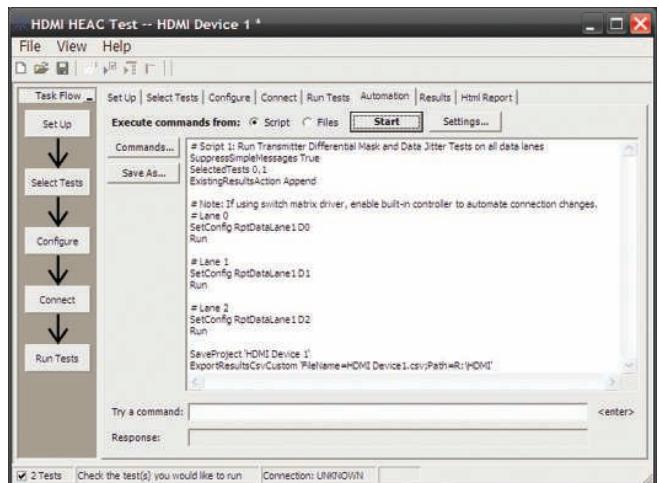 HDMI HEAC Test -- HDMI Device 1 *
File View Help
Task Flow
Set Up
Select Tests
Configure
Connect
Run Tests
Set Up | Select Tests | Configure | Connect | Run Tests | Automation | Results | Html Report
Execute commands from: Script Files Start Settings...
Commands...
Save As...
# Script 1: Run Transmitter Differential Mask and Data Jitter Tests on all data lanes
SuppressSimpleMessages True
SelectedTests 0,1
ExistingResultsAction Append
# Note: If using switch matrix driver, enable built-in controller to automate connection changes.
# Lane 0
SetConfig RptDataLane1 D0
Run
# Lane 1
SetConfig RptDataLane1 D1
Run
# Lane 2
SetConfig RptDataLane1 D2
Run
SaveProject 'HDMI Device 1'
ExportResultsCsvCustom 'FileName=HDMI Device1.csv;Path=R:\HDMI'
Try a command: <enter>
Response:
2 Tests Check the test(s) you would like to run Connection: UNKNOWN